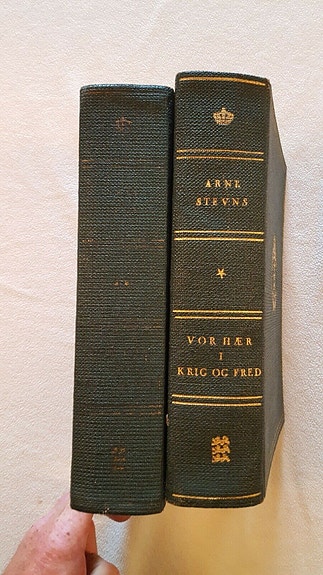 ARNE
STEVNS
VOR HÆR
I
KRIG OG FRED